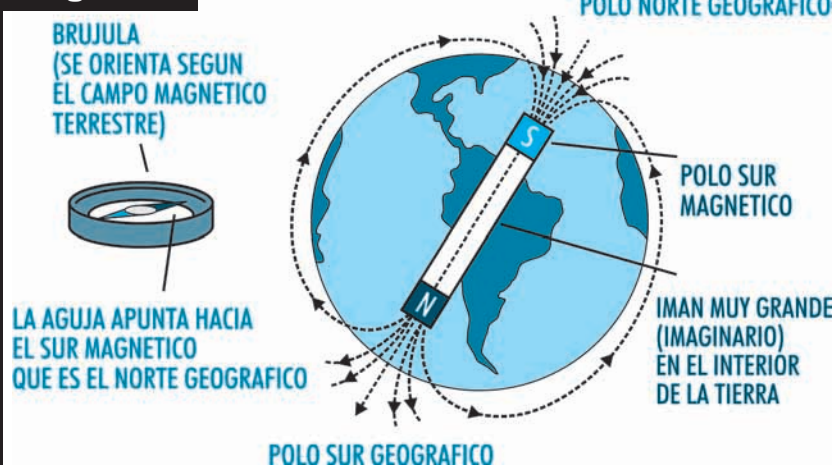 POLO NORTE GEOGRAFICO
BRUJULA
(SE ORIENTA SEGUN
EL CAMPO MAGNETICO
TERRESTRE)
S
POLO SUR
MAGNETICO
N
LA AGUJA APUNTA HACIA
EL SUR MAGNETICO
QUE ES EL NORTE GEOGRAFICO
IMAN MUY GRANDE
(IMAGINARIO)
EN EL INTERIOR
DE LA TIERRA
POLO SUR GEOGRAFICO